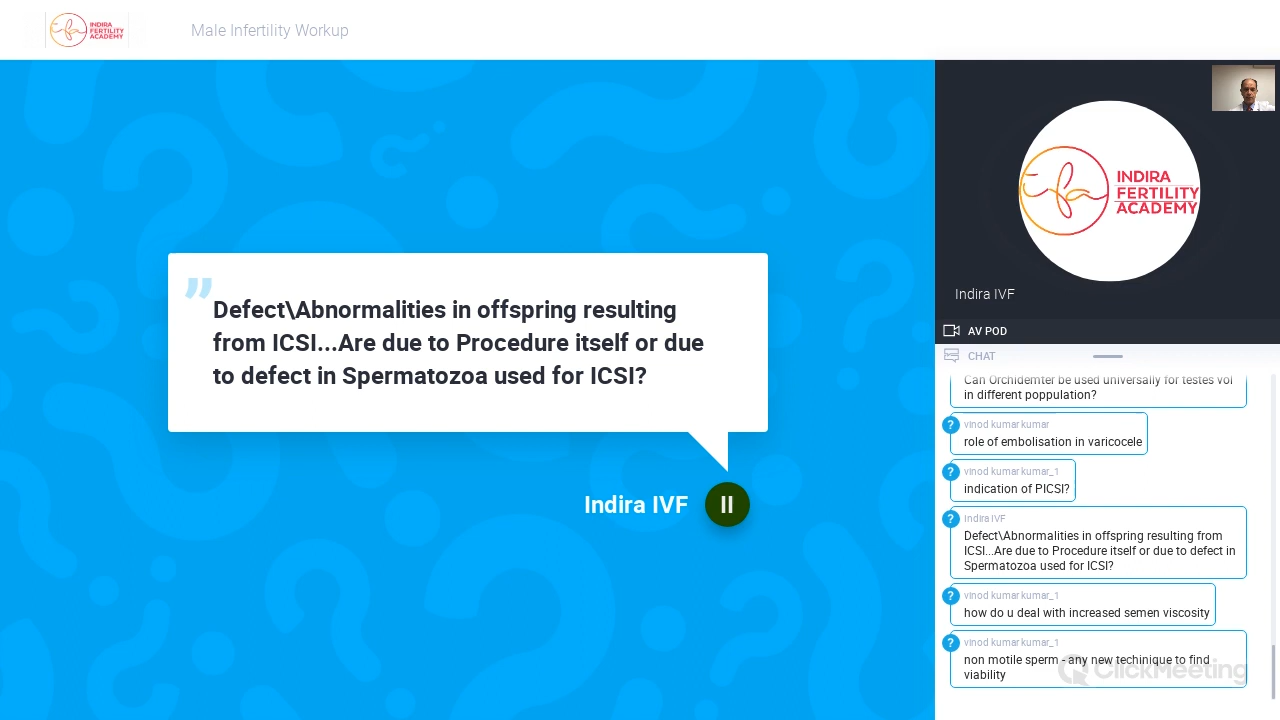 INDIRA
FERTILITY
ACADEMY
Male Infertility Workup
Defect\Abnormalities in offspring resulting
from ICSI...Are due to Procedure itself or due
to defect in Spermatozoa used for ICSI?
Indira IVF
II
INDIRA
FERTILITY
ACADEMY
Indira IVF
AV POD
CHAT
Can Orchidemter be used universally for testes vol
in different poppulation?
vinod kumar kumar
role of embolisation in varicocele
vinod kumar kumar_1
indication of PICSI?
Indira IVF
Defect\Abnormalities in offspring resulting from
ICSI...Are due to Procedure itself or due to defect in
Spermatozoa used for ICSI?
vinod kumar kumar_1
how do u deal with increased semen viscosity
vinod kumar kumar_1
non motile sperm - any new techinique to find
viability
ClickMeeting